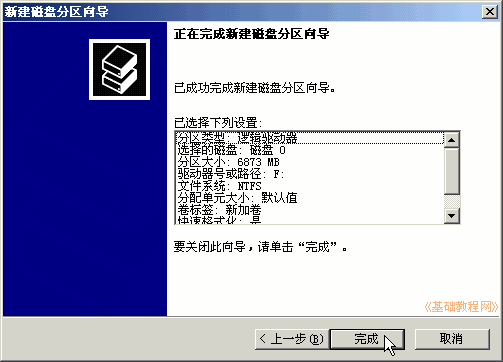 新建磁盘分区向导
正在完成新建磁盘分区向导
已成功完成新建磁盘分区向导。
已选择下列设置:
分区类型: 逻辑驱动器
选择的磁盘: 磁盘 0
分区大小: 6873 MB
驱动器号或路径: F:
文件系统: NTFS
分配单元大小: 默认值
卷标签: 新加卷
快速格式化: 是
要关闭此向导，请单击“完成”。
《基础教程网》
< 上一步(B)
完成
取消